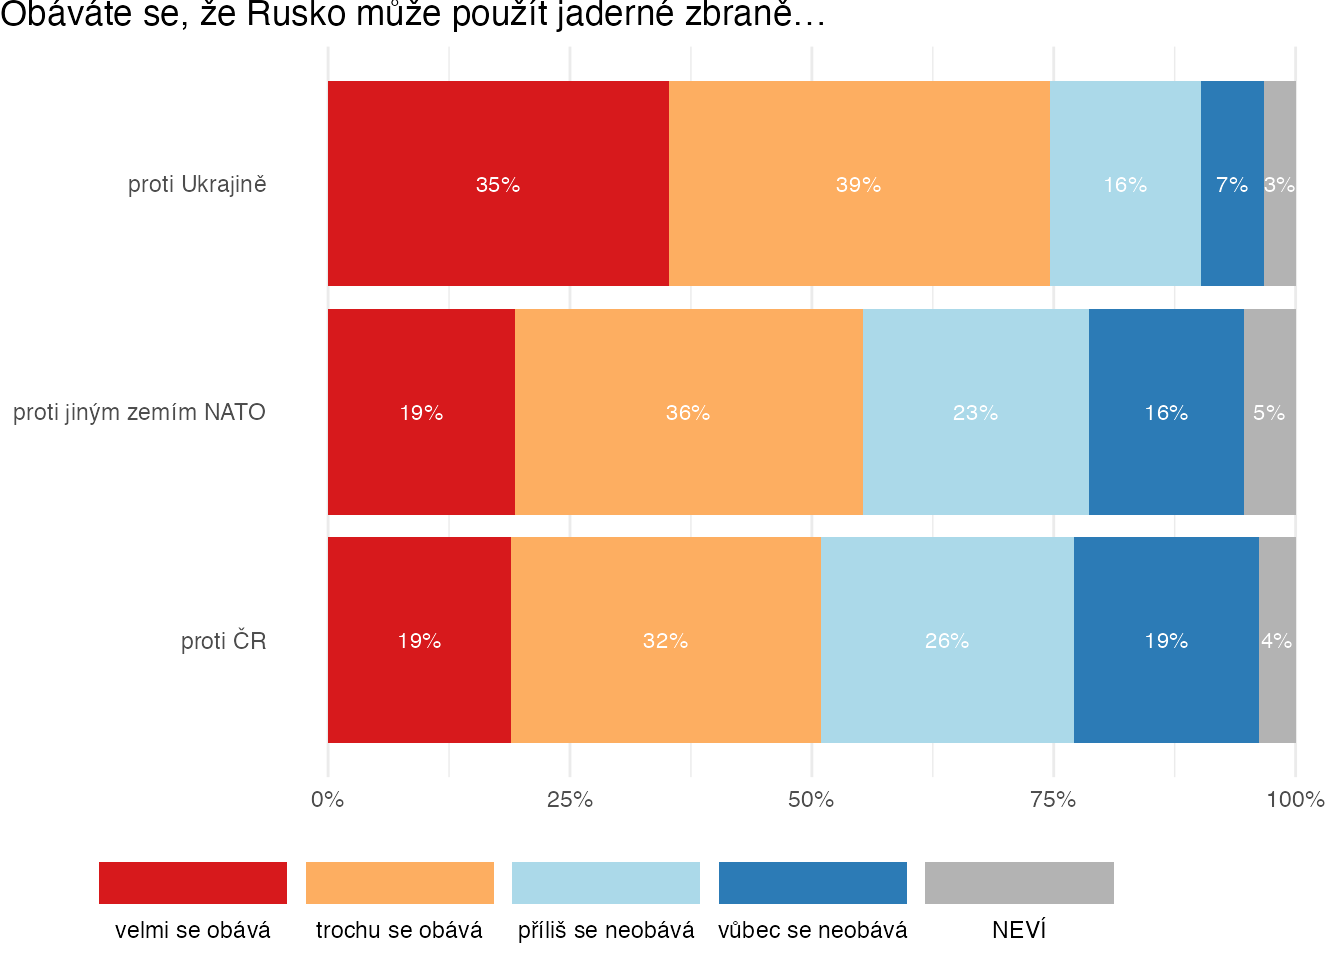 Obáváte se, že Rusko může použít jaderné zbraně…
proti Ukrajině
35%
39%
16%
7%
3%
proti jiným zemím NATO
19%
36%
23%
16%
5%
proti ČR
19%
32%
26%
19%
4%
0%
25%
50%
75%
100%
velmi se obává
trochu se obává
příliš se neobává
vůbec se neobává
NEVÍ